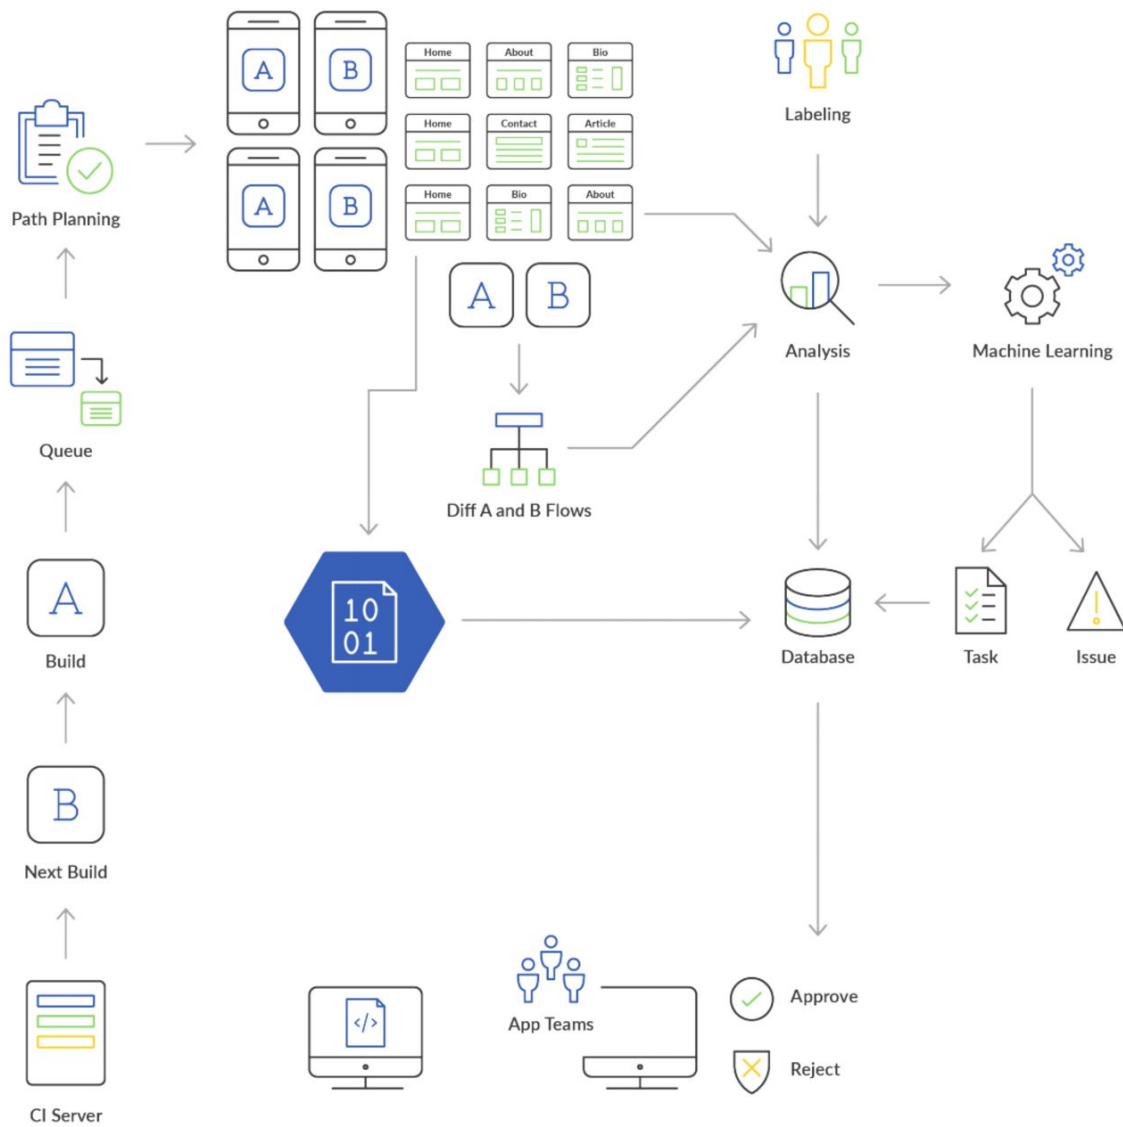 A
B
Home
About
Bio
Home
Contact
Article
A
B
Home
Bio
About
Labeling
Path Planning
A
B
Analysis
Machine Learning
Queue
Diff A and B Flows
A
Build
10
01
Database
Task
Issue
B
Next Build
</>
App Teams
Approve
Reject
CI Server